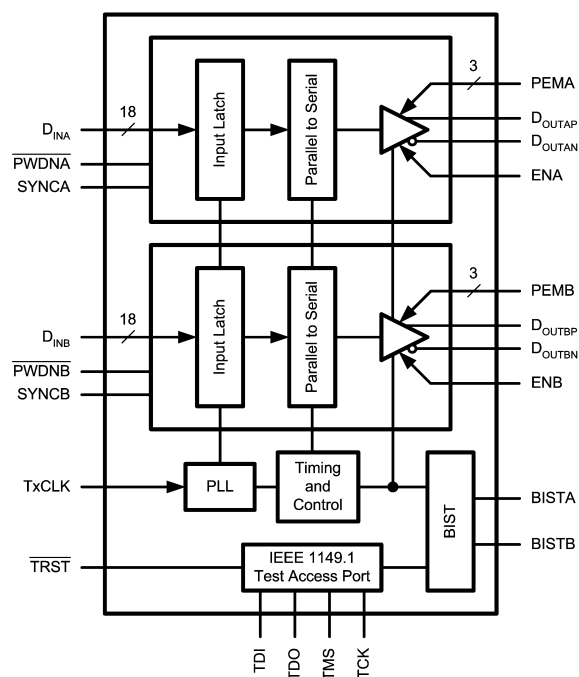 3
PEMA
18
D_INA
Input Latch
Parallel to Serial
D_OUTAP
D_OUTAN
PWDNA
SYNCA
ENA
3
PEMB
18
D_INB
Input Latch
Parallel to Serial
D_OUTBP
D_OUTBN
PWDNB
SYNCB
ENB
TxCLK
PLL
Timing
and
Control
BIST
BISTA
BISTB
TRST
IEEE 1149.1
Test Access Port
TDI
TDO
TMS
TCK